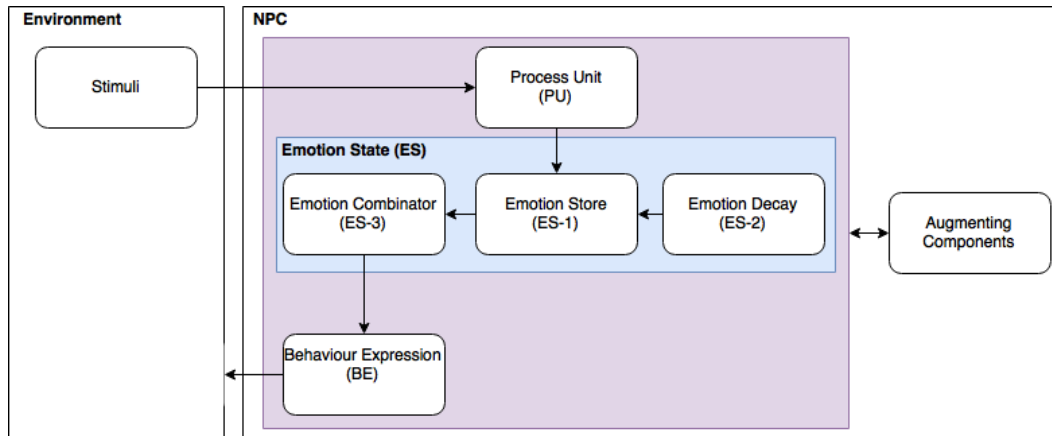 Environment
NPC
Stimuli
Process Unit
(PU)
Emotion State (ES)
Emotion Combinator
(ES-3)
Emotion Store
(ES-1)
Emotion Decay
(ES-2)
Augmenting
Components
Behaviour Expression
(BE)